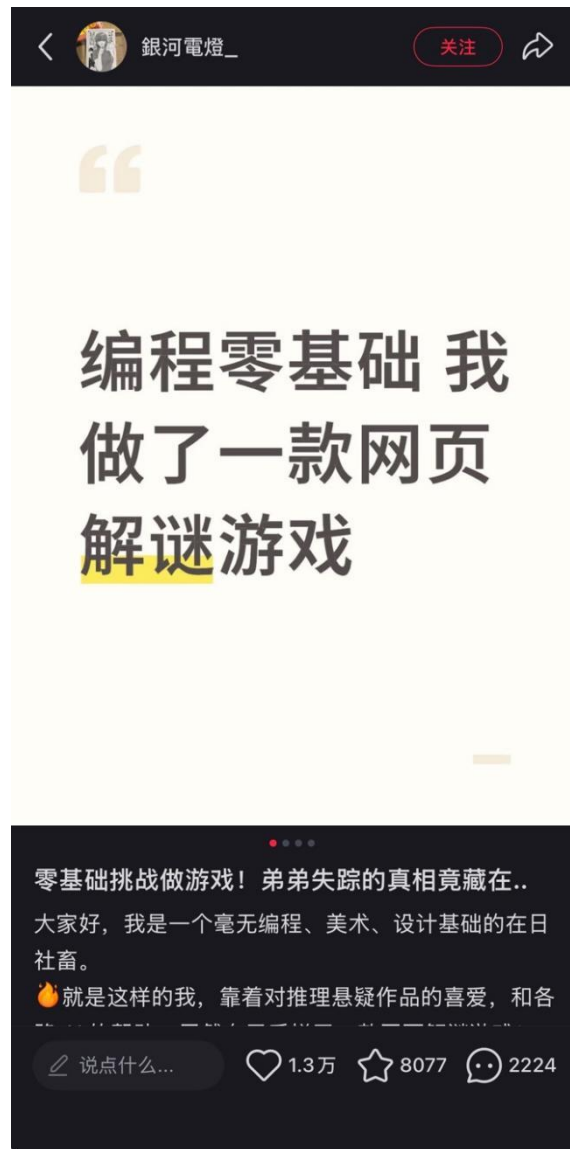 銀河電燈_
关注
编程零基础 我
做了一款网页
解谜游戏
零基础挑战做游戏！弟弟失踪的真相竟藏在..
大家好，我是一个毫无编程、美术、设计基础的在日
社畜。
🔥就是这样的我，靠着对推理悬疑作品的喜爱，和各
说点什么...
1.3万
8077
2224